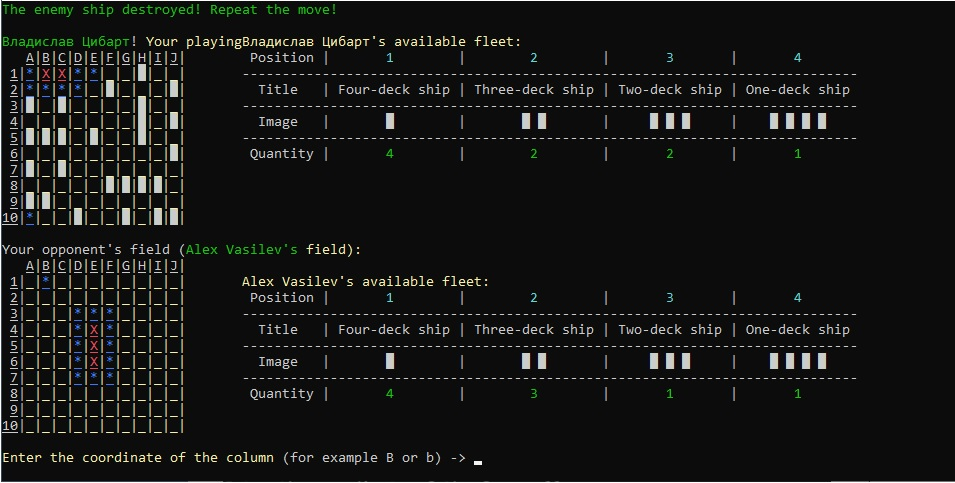 The enemy ship destroyed! Repeat the move!
Владислав Цибарт! Your playingВладислав Цибарт's available fleet:
A|B|C|D|E|F|G|H|I|J| Position | 1 | 2 | 3 | 4
1|*|X|X|*|*|_|_|█|_|_| ----------------------------------------------------------------------------
2|*|*|*|*|_|█|_|_|_|█| Title | Four-deck ship | Three-deck ship | Two-deck ship | One-deck ship
3|█|_|█|_|_|_|_|█|_|_| ----------------------------------------------------------------------------
4|_|_|_|_|_|_|_|█|_|█| Image | █ | █ █ | █ █ █ | █ █ █ █
5|█|█|█|_|█|_|_|█|_|_| ----------------------------------------------------------------------------
6|_|_|_|_|_|_|_|_|_|█| Quantity | 4 | 2 | 2 | 1
7|█|_|█|_|_|_|_|_|_|_|
8|_|_|_|_|_|█|█|█|█|_|
9|█|█|_|_|_|_|_|_|_|_|
10|*|_|_|█|_|_|█|_|█|█|
Your opponent's field (Alex Vasilev's field):
A|B|C|D|E|F|G|H|I|J|
1|_|*|_|_|_|_|_|_|_|_| Alex Vasilev's available fleet:
2|_|_|_|_|_|_|_|_|_|_| Position | 1 | 2 | 3 | 4
3|_|_|_|*|*|*|_|_|_|_| ----------------------------------------------------------------------------
4|_|_|_|*|X|*|_|_|_|_| Title | Four-deck ship | Three-deck ship | Two-deck ship | One-deck ship
5|_|_|_|*|X|*|_|_|_|_| ----------------------------------------------------------------------------
6|_|_|_|*|X|*|_|_|_|_| Image | █ | █ █ | █ █ █ | █ █ █ █
7|_|_|_|*|*|*|_|_|_|_| ----------------------------------------------------------------------------
8|_|_|_|_|_|_|_|_|_|_| Quantity | 4 | 3 | 1 | 1
9|_|_|_|_|_|_|_|_|_|_|
10|_|_|_|_|_|_|_|_|_|_|
Enter the coordinate of the column (for example B or b) -> _